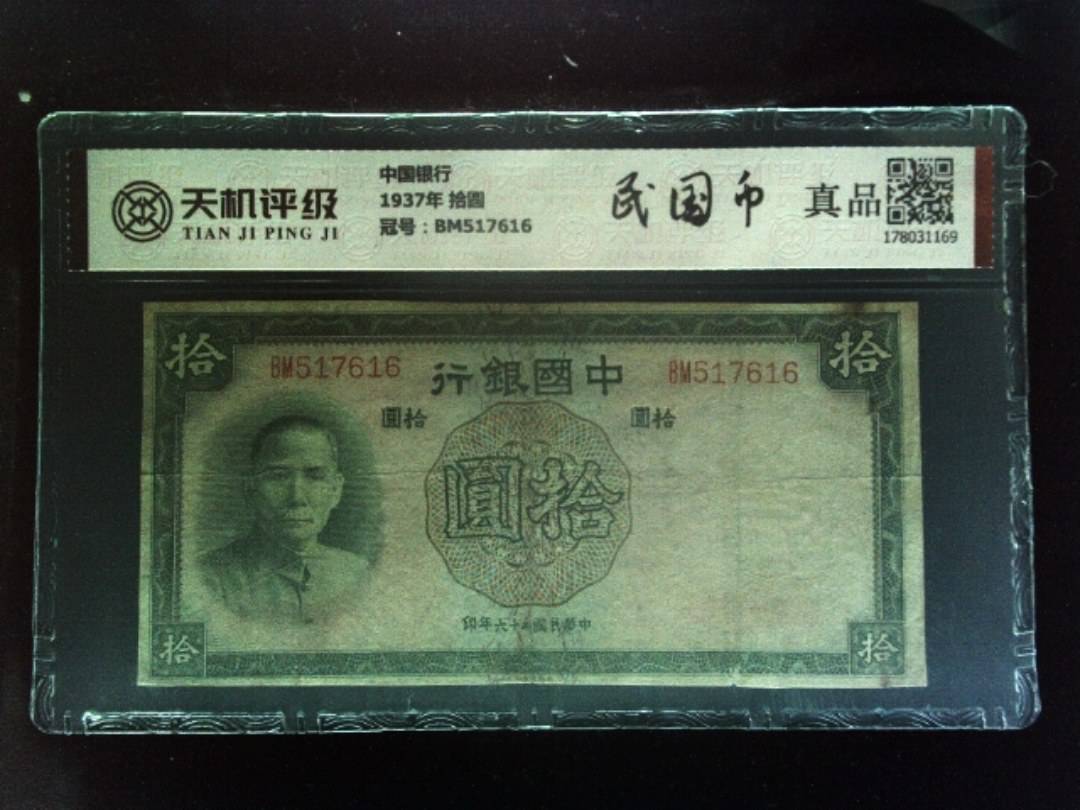 天机评级
TIAN JI PING JI
中国银行
1937年 拾圆
冠号：BM517616
民国币
真品
178031169
拾
拾
BM517616
行銀國中
BM517616
圓拾
圓拾
圓拾
印年六十二國民華中
拾
拾